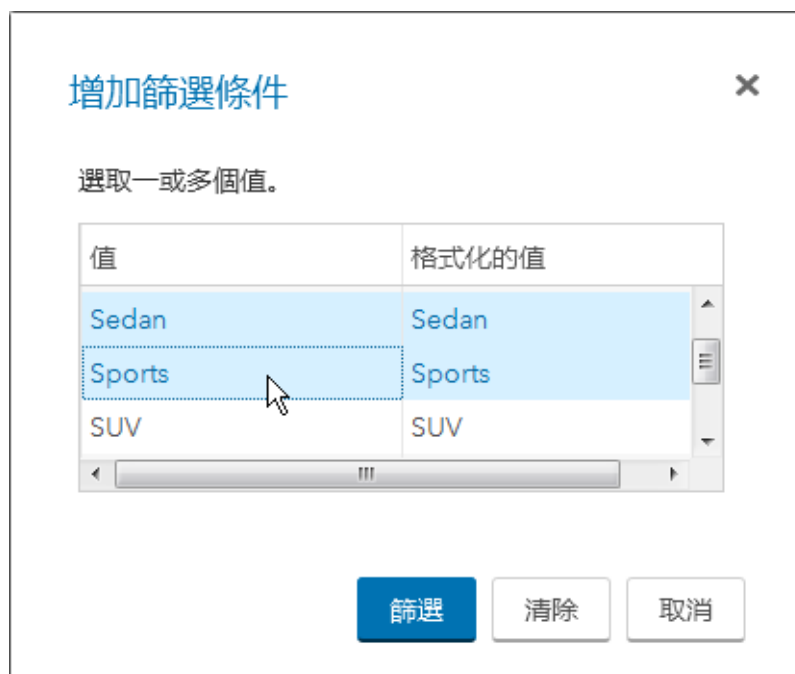 增加篩選條件
選取一或多個值。
值 格式化的值
Sedan Sedan
Sports Sports
SUV SUV
篩選 清除 取消